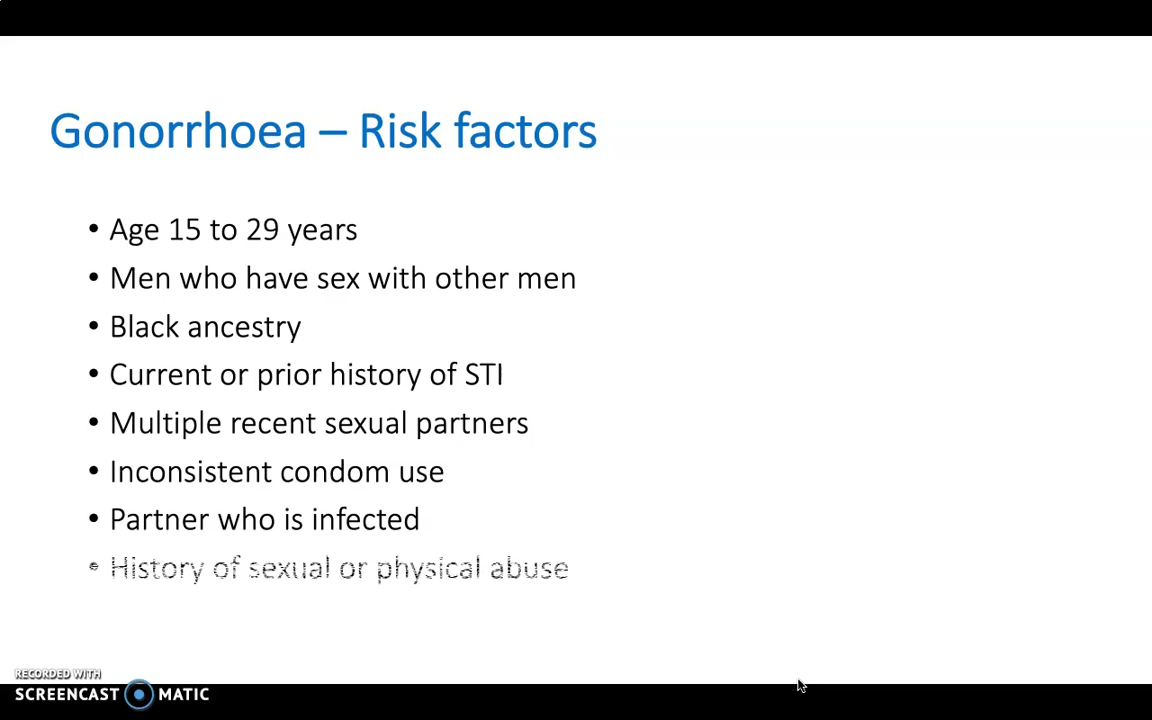 Gonorrhoea – Risk factors
• Age 15 to 29 years
• Men who have sex with other men
• Black ancestry
• Current or prior history of STI
• Multiple recent sexual partners
• Inconsistent condom use
• Partner who is infected
• History of sexual or physical abuse
RECORDED WITH
SCREENCAST MATIC